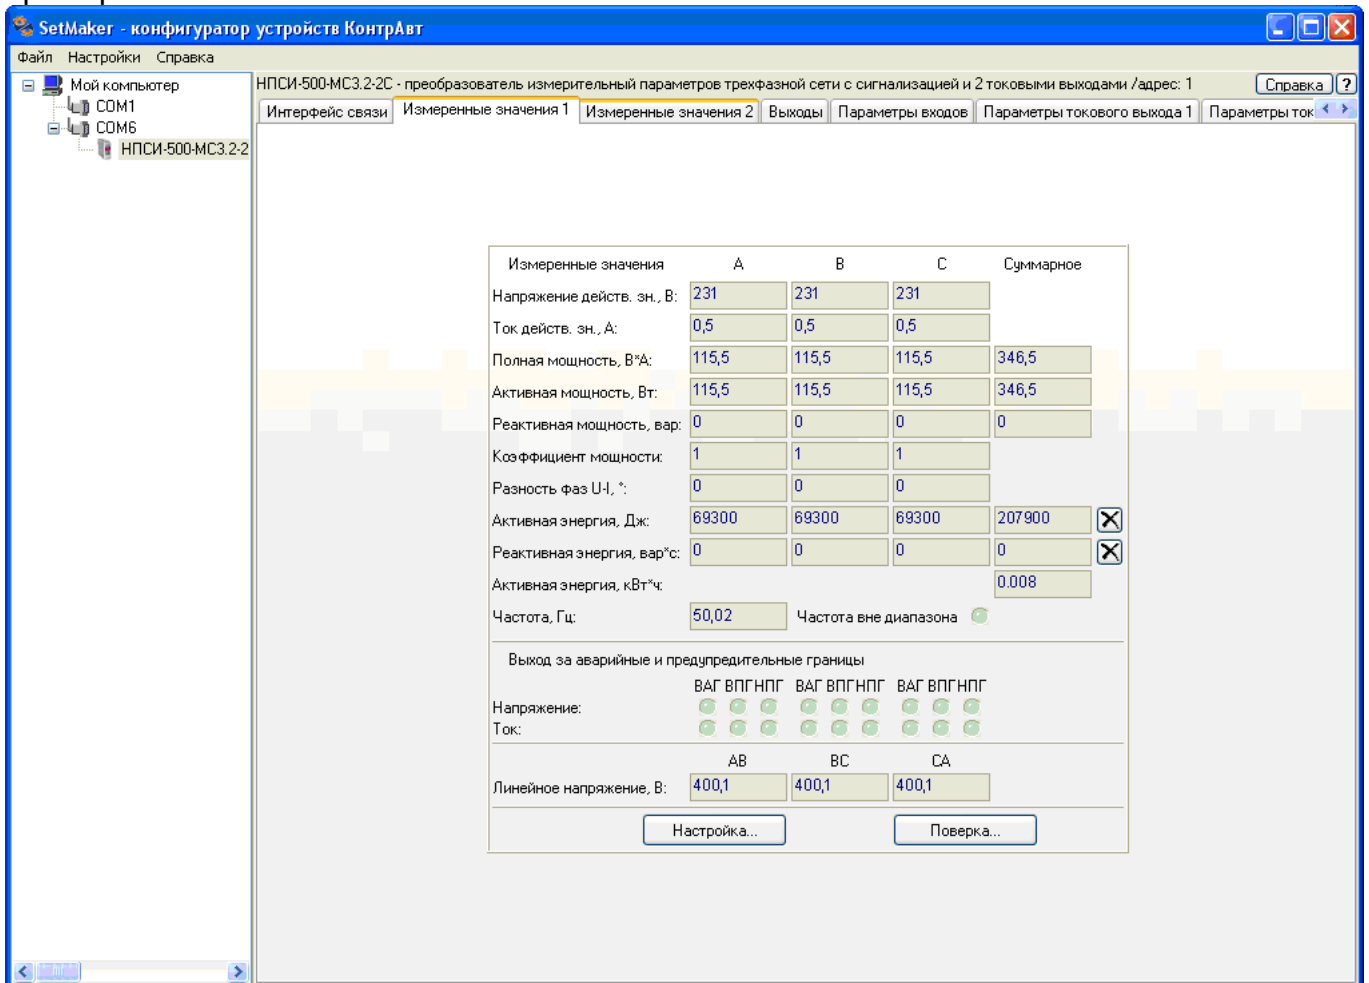 SetMaker - конфигуратор устройств КонтрАвт
Файл Настройки Справка
Мой компьютер
COM1
COM6
НПСИ-500-МС3.2-2
НПСИ-500-МС3.2-2С - преобразователь измерительный параметров трехфазной сети с сигнализацией и 2 токовыми выходами /адрес: 1
Справка ?
Интерфейс связи Измеренные значения 1 Измеренные значения 2 Выходы Параметры входов Параметры токового выхода 1 Параметры ток
Измеренные значения A B C Суммарное
Напряжение действ. зн., В: 231 231 231
Ток действ. зн., А: 0,5 0,5 0,5
Полная мощность, В*А: 115,5 115,5 115,5 346,5
Активная мощность, Вт: 115,5 115,5 115,5 346,5
Реактивная мощность, вар: 0 0 0 0
Коэффициент мощности: 1 1 1
Разность фаз U-I, °: 0 0 0
Активная энергия, Дж: 69300 69300 69300 207900
Реактивная энергия, вар*с: 0 0 0 0
Активная энергия, кВт*ч: 0.008
Частота, Гц: 50,02 Частота вне диапазона
Выход за аварийные и предупредительные границы
ВАГ ВПГ НПГ ВАГ ВПГ НПГ ВАГ ВПГ НПГ
Напряжение:
Ток:
AB BC CA
Линейное напряжение, В: 400,1 400,1 400,1
Настройка... Поверка...